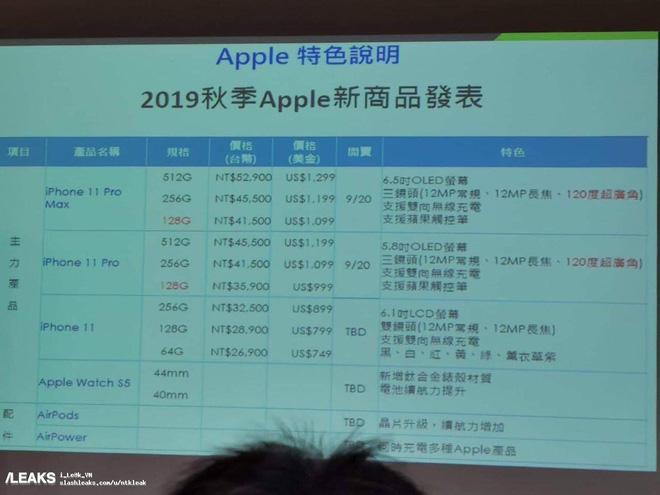 Apple 特色說明
2019秋季Apple新商品發表
項目 產品名稱 規格 價格(台幣) 價格(美金) 開賣 特色
主力產品
iPhone 11 Pro Max
512G NT$52,900 US$1,299
256G NT$45,500 US$1,199
128G NT$41,500 US$1,099
9/20
6.5吋OLED螢幕
三鏡頭(12MP常規、12MP長焦、120度超廣角)
支援雙向無線充電
支援蘋果觸控筆
iPhone 11 Pro
512G NT$45,500 US$1,199
256G NT$41,500 US$1,099
128G NT$35,900 US$999
9/20
5.8吋OLED螢幕
三鏡頭(12MP常規、12MP長焦、120度超廣角)
支援雙向無線充電
支援蘋果觸控筆
iPhone 11
256G NT$32,500 US$899
128G NT$28,900 US$799
64G NT$26,900 US$749
TBD
6.1吋LCD螢幕
雙鏡頭(12MP常規、12MP長焦)
支援雙向無線充電
黑、白、紅、黃、綠、薰衣草紫
Apple Watch S5
44mm
40mm
TBD
新增鈦合金錶殼材質
電池續航力提升
配件
AirPods
TBD
晶片升級，續航力增加
AirPower
同時充電多種Apple產品
/LEAKS
i_LeHk_VN
slashleaks.com/u/ntkleak